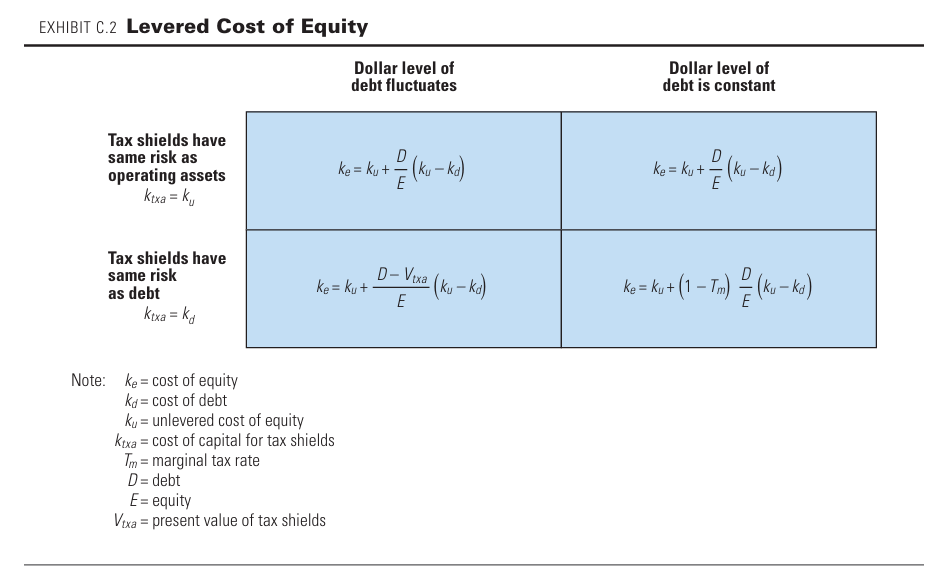 EXHIBIT C.2 Levered Cost of Equity
Dollar level of
debt fluctuates
Dollar level of
debt is constant
Tax shields have
same risk as
operating assets
k_txa = k_u
k_e = k_u + D/E (k_u – k_d)
k_e = k_u + D/E (k_u – k_d)
Tax shields have
same risk
as debt
k_txa = k_d
k_e = k_u + (D – V_txa)/E (k_u – k_d)
k_e = k_u + (1 – T_m) D/E (k_u – k_d)
Note: k_e = cost of equity
k_d = cost of debt
k_u = unlevered cost of equity
k_txa = cost of capital for tax shields
T_m = marginal tax rate
D = debt
E = equity
V_txa = present value of tax shields